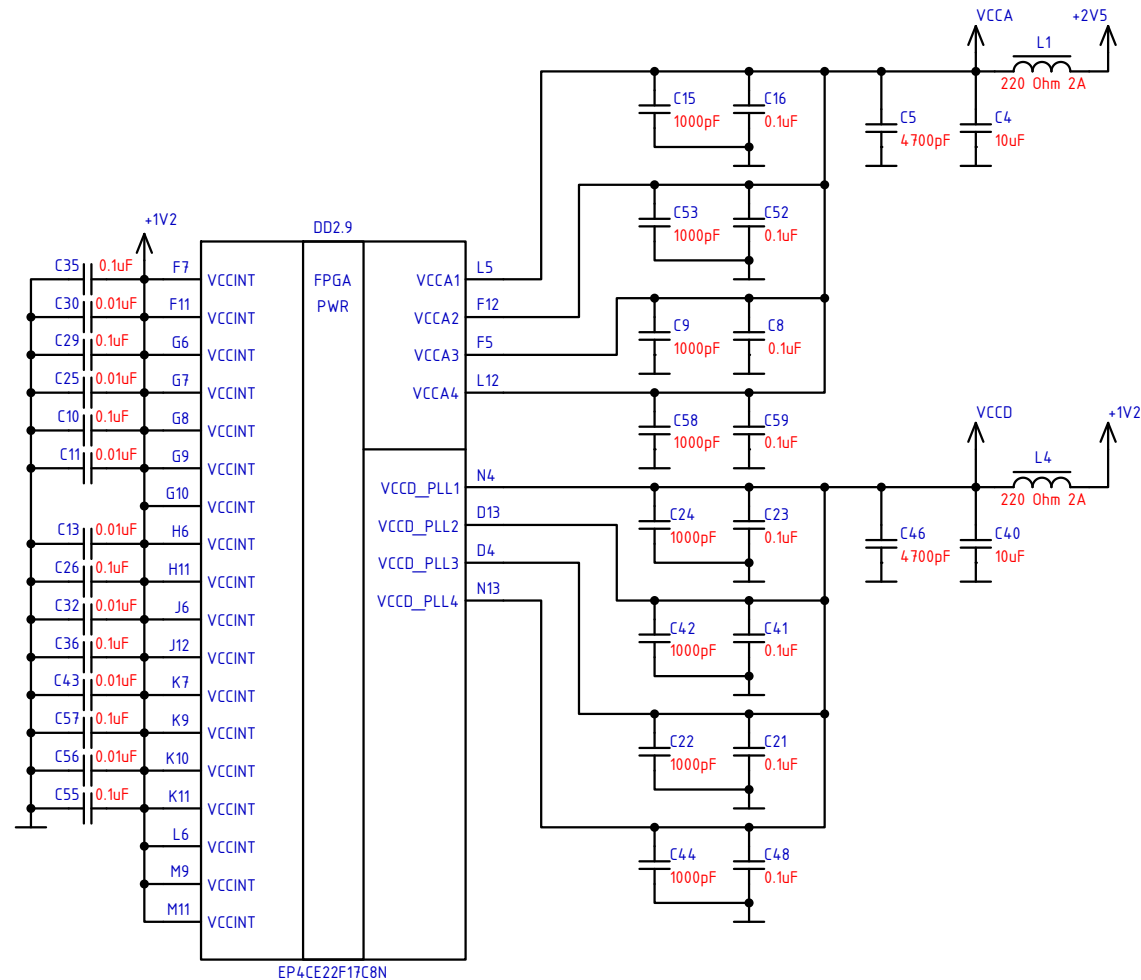 VCCA +2V5
L1
220 Ohm 2A
C15 1000pF
C16 0.1uF
C5 4700pF
C4 10uF
C53 1000pF
C52 0.1uF
+1V2
DD2.9
C35 0.1uF F7 VCCINT
FPGA
PWR
VCCA1 L5
C30 0.01uF F11 VCCINT
VCCA2 F12
C9 1000pF
C8 0.1uF
C29 0.1uF G6 VCCINT
VCCA3 F5
C25 0.01uF G7 VCCINT
VCCA4 L12
C10 0.1uF G8 VCCINT
C58 1000pF
C59 0.1uF
VCCD +1V2
C11 0.01uF G9 VCCINT
L4
220 Ohm 2A
G10 VCCINT
VCCD_PLL1 N4
C24 1000pF
C23 0.1uF
C46 4700pF
C40 10uF
C13 0.01uF H6 VCCINT
VCCD_PLL2 D13
C26 0.1uF H11 VCCINT
VCCD_PLL3 D4
C32 0.01uF J6 VCCINT
VCCD_PLL4 N13
C42 1000pF
C41 0.1uF
C36 0.1uF J12 VCCINT
C43 0.01uF K7 VCCINT
C57 0.1uF K9 VCCINT
C22 1000pF
C21 0.1uF
C56 0.01uF K10 VCCINT
C55 0.1uF K11 VCCINT
L6 VCCINT
C44 1000pF
C48 0.1uF
M9 VCCINT
M11 VCCINT
EP4CE22F17C8N